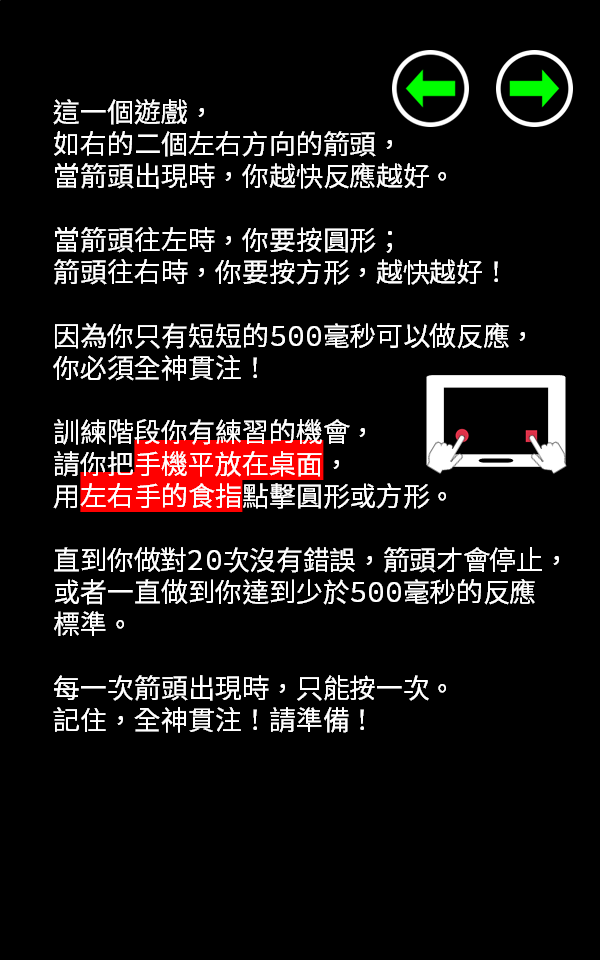 這一個遊戲，
如右的二個左右方向的箭頭，
當箭頭出現時，你越快反應越好。
當箭頭往左時，你要按圓形；
箭頭往右時，你要按方形，越快越好！
因為你只有短短的500毫秒可以做反應，
你必須全神貫注！
訓練階段你有練習的機會，
請你把手機平放在桌面，
用左右手的食指點擊圓形或方形。
直到你做對20次沒有錯誤，箭頭才會停止，
或者一直做到你達到少於500毫秒的反應
標準。
每一次箭頭出現時，只能按一次。
記住，全神貫注！請準備！